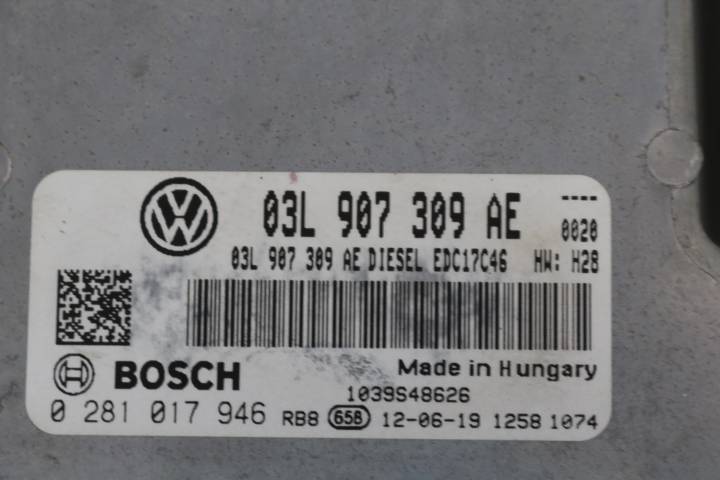 03L 907 309 AE ----
0020
03L 907 309 AE DIESEL EDC17C46 HW: H28
BOSCH Made in Hungary
1039S48626
0 281 017 946 RB8 658 12-06-19 1258 1074